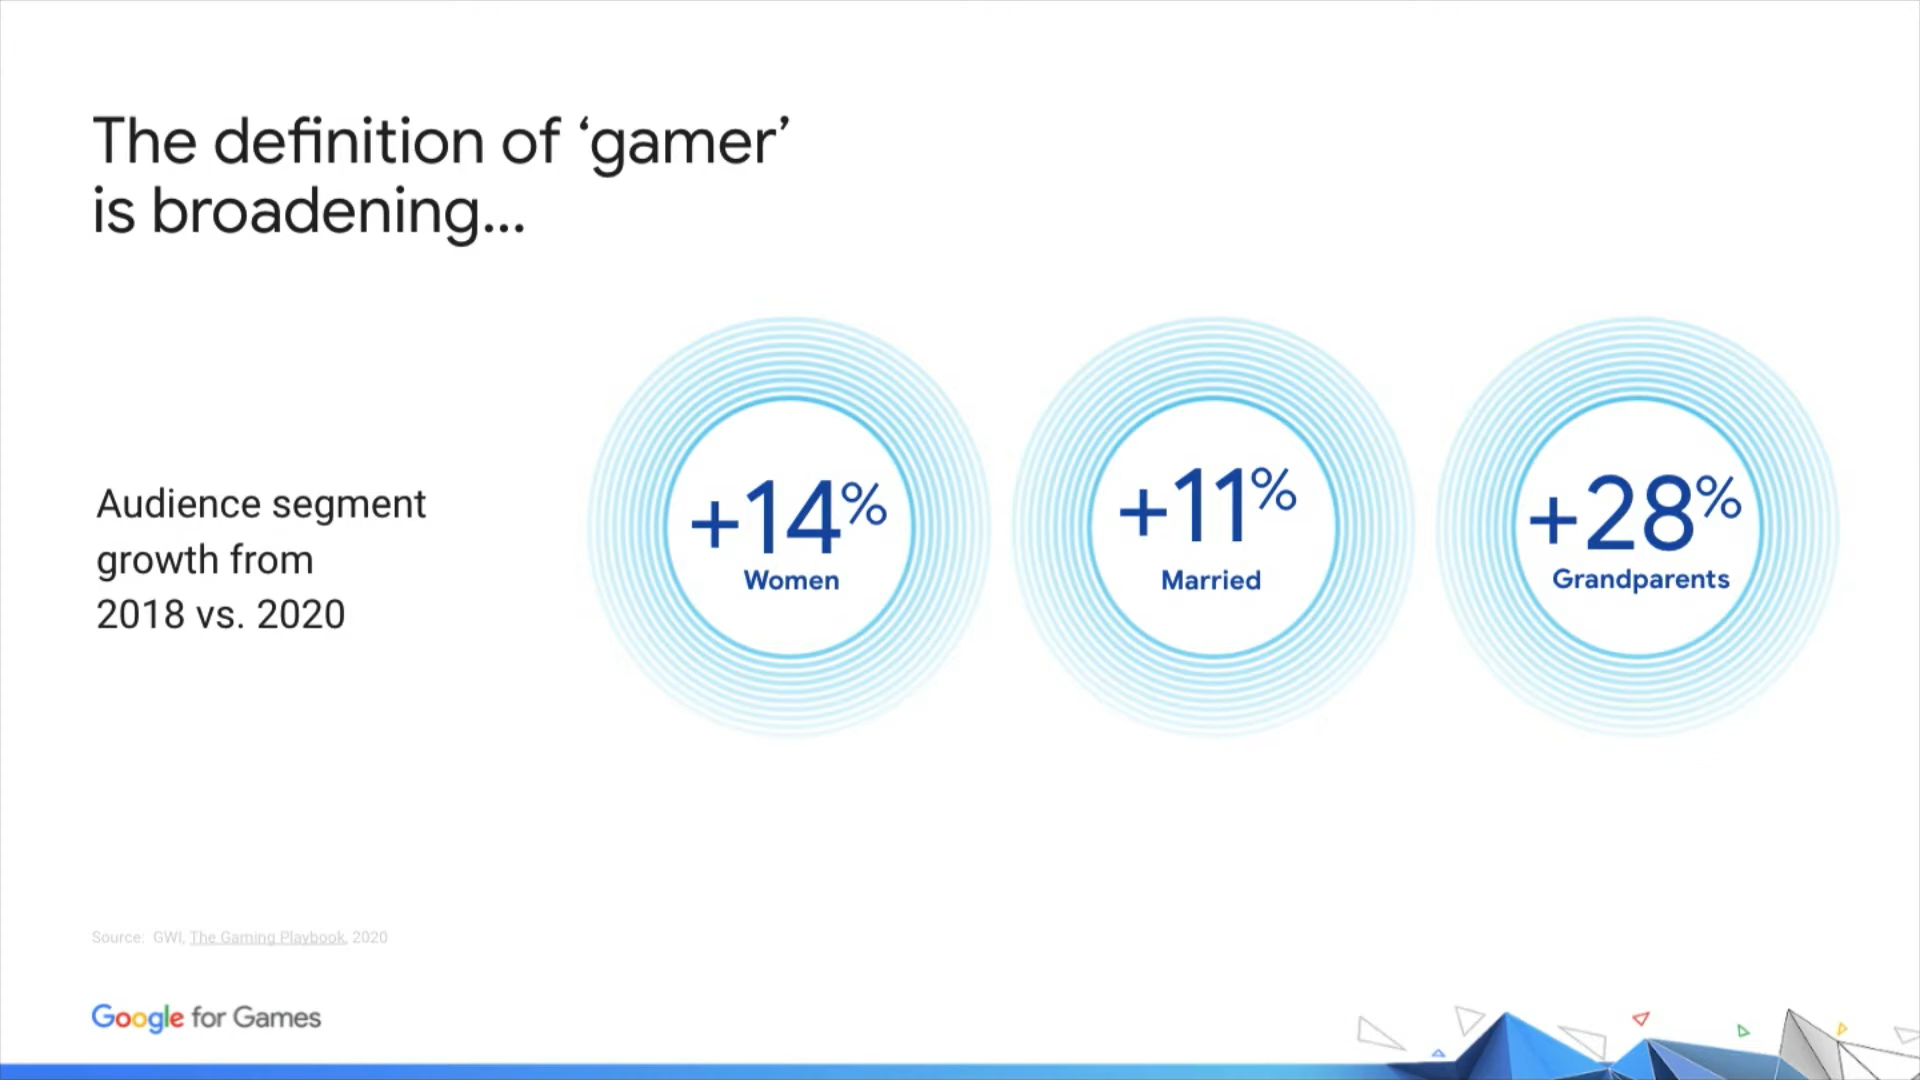 The definition of ‘gamer’
is broadening...
Audience segment
growth from
2018 vs. 2020
+14%
Women
+11%
Married
+28%
Grandparents
Source: GWI, The Gaming Playbook, 2020
Google for Games